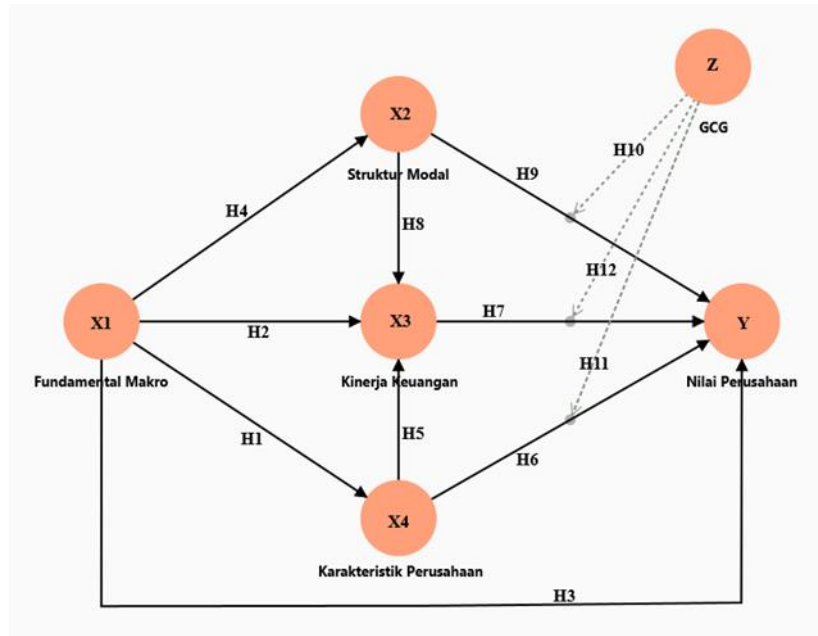 Z
GCG
X2
Struktur Modal
H10
H9
H4
H8
H12
X1
Fundamental Makro
H2
X3
Kinerja Keuangan
H7
Y
Nilai Perusahaan
H11
H1
H5
H6
X4
Karakteristik Perusahaan
H3